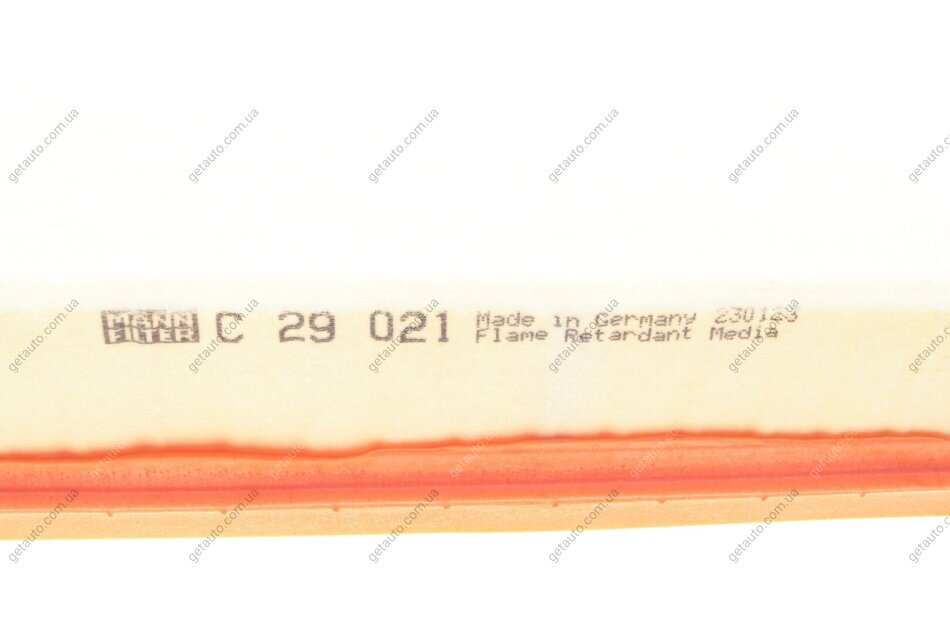 MANN
FILTER
C 29 021
Made in Germany 230123
Flame Retardant Media
getauto.com.ua